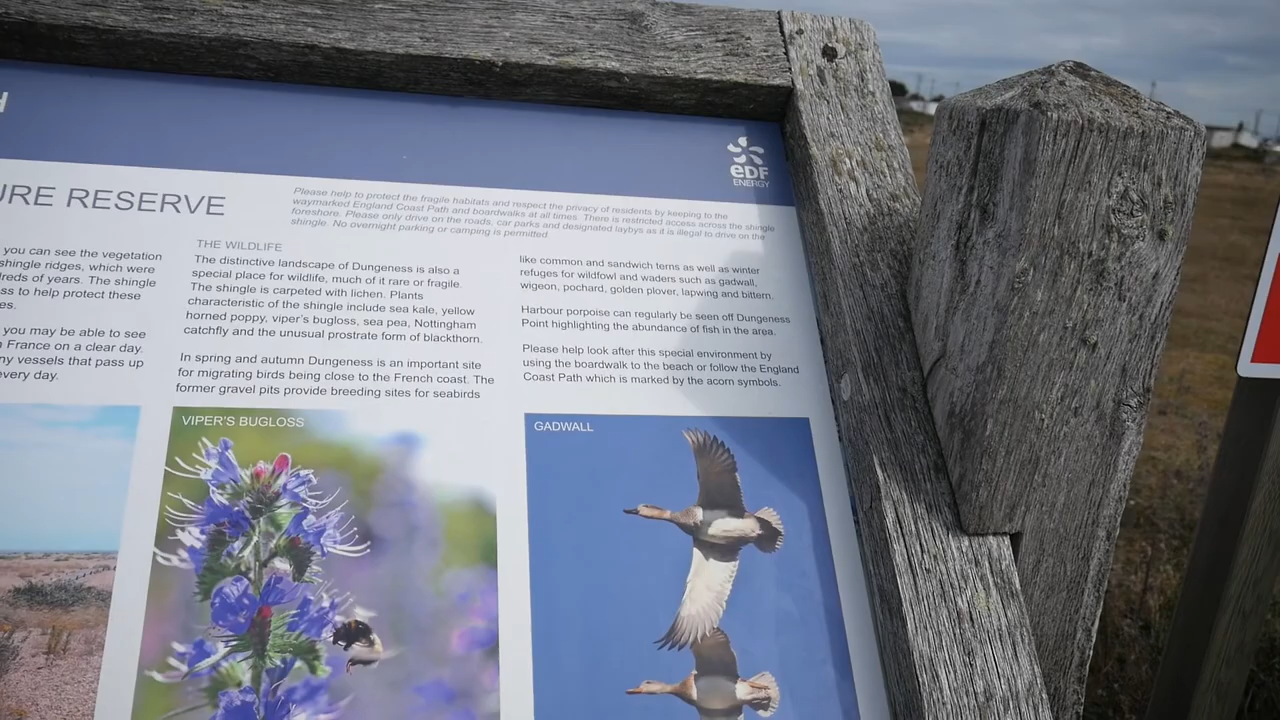 H
eDF
ENERGY
URE RESERVE
Please help to protect the fragile habitats and respect the privacy of residents by keeping to the
waymarked England Coast Path and boardwalks at all times. There is restricted access across the shingle
foreshore. Please only drive on the roads, car parks and designated laybys as it is illegal to drive on the
shingle. No overnight parking or camping is permitted.
you can see the vegetation
shingle ridges, which were
dreds of years. The shingle
ss to help protect these
es.
you may be able to see
n France on a clear day.
ny vessels that pass up
every day.
THE WILDLIFE
The distinctive landscape of Dungeness is also a
special place for wildlife, much of it rare or fragile.
The shingle is carpeted with lichen. Plants
characteristic of the shingle include sea kale, yellow
horned poppy, viper's bugloss, sea pea, Nottingham
catchfly and the unusual prostrate form of blackthorn.
In spring and autumn Dungeness is an important site
for migrating birds being close to the French coast. The
former gravel pits provide breeding sites for seabirds
like common and sandwich terns as well as winter
refuges for wildfowl and waders such as gadwall,
wigeon, pochard, golden plover, lapwing and bittern.
Harbour porpoise can regularly be seen off Dungeness
Point highlighting the abundance of fish in the area.
Please help look after this special environment by
using the boardwalk to the beach or follow the England
Coast Path which is marked by the acorn symbols.
VIPER'S BUGLOSS
GADWALL